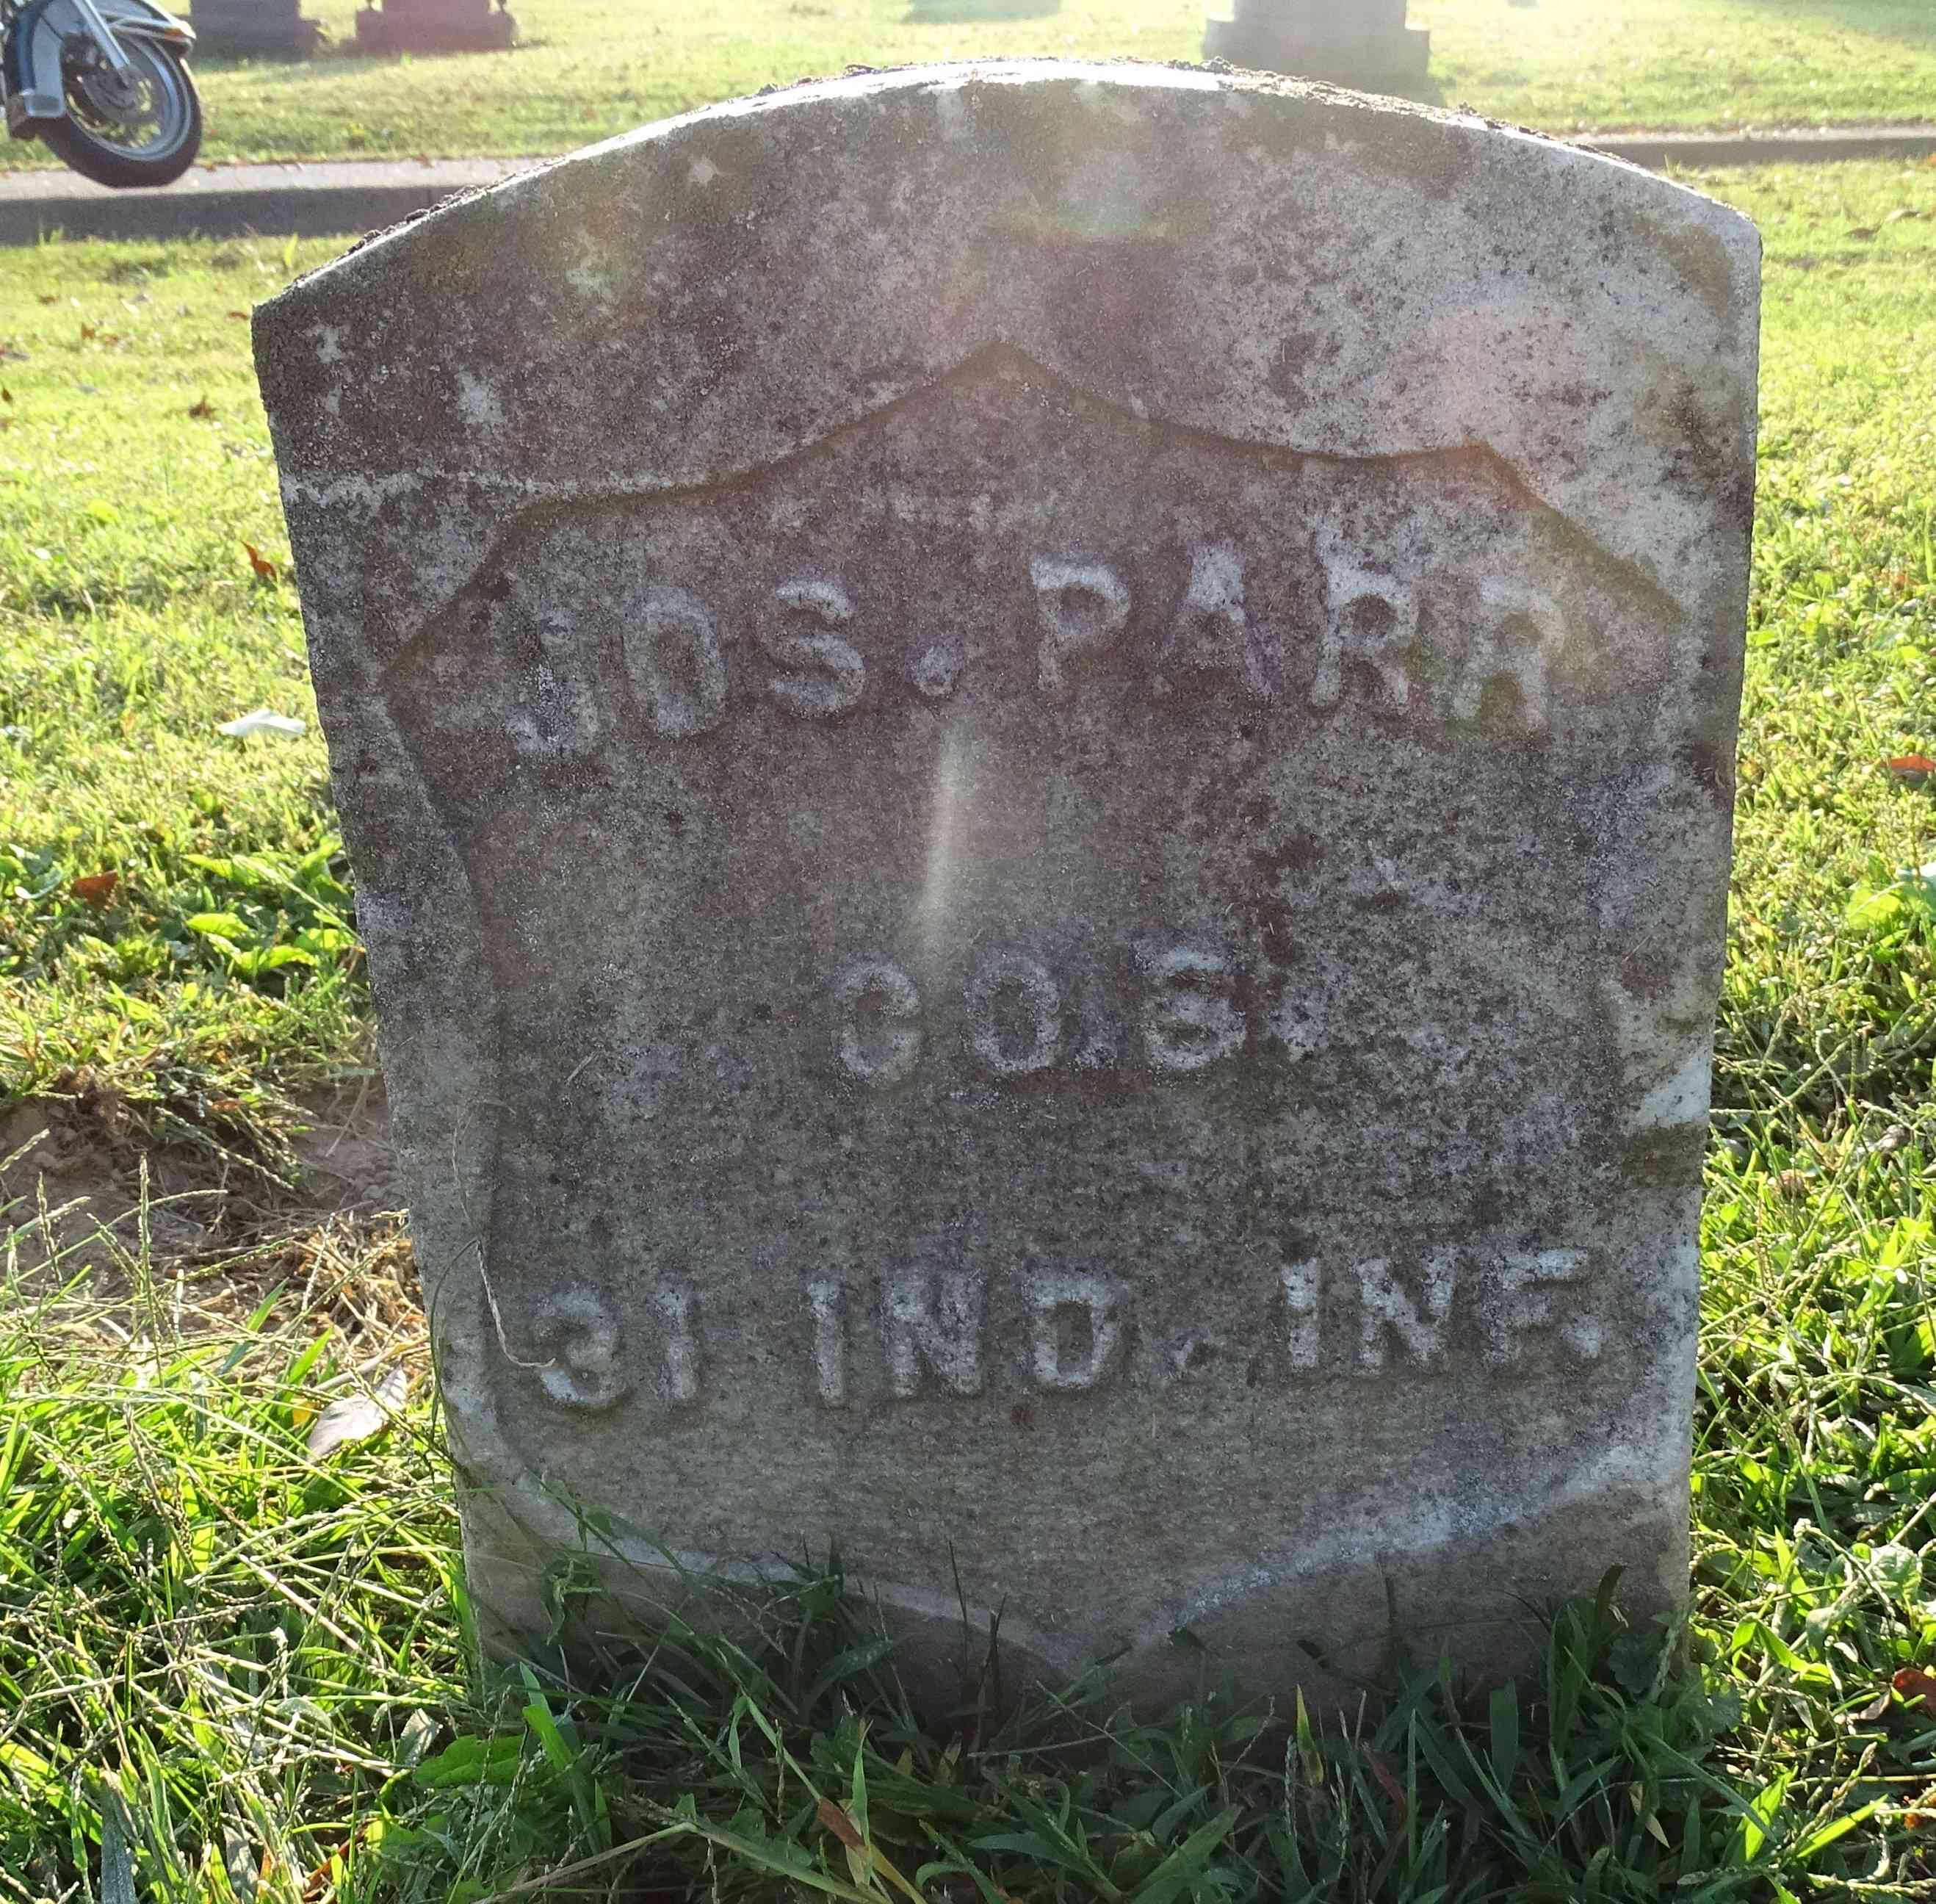 JOS. PARR
CO.B.
31 IND. INF.